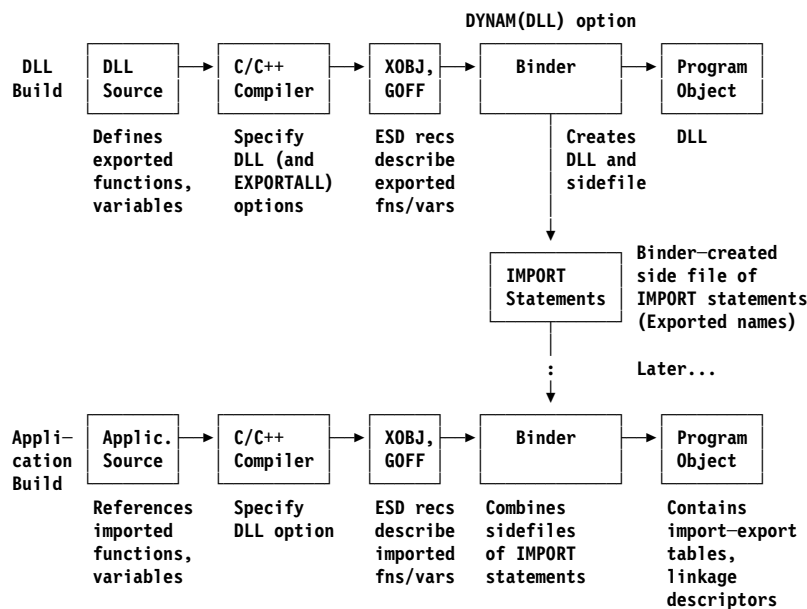 DYNAM(DLL) option
DLL
Build
DLL
Source
C/C++
Compiler
XOBJ,
GOFF
Binder
Program
Object
Defines
exported
functions,
variables
Specify
DLL (and
EXPORTALL)
options
ESD recs
describe
exported
fns/vars
Creates
DLL and
sidefile
DLL
IMPORT
Statements
Binder-created
side file of
IMPORT statements
(Exported names)
:
Later...
Appli-
cation
Build
Applic.
Source
C/C++
Compiler
XOBJ,
GOFF
Binder
Program
Object
References
imported
functions,
variables
Specify
DLL option
ESD recs
describe
imported
fns/vars
Combines
sidefiles
of IMPORT
statements
Contains
import-export
tables,
linkage
descriptors